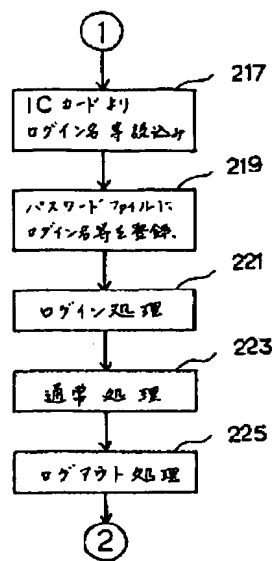 1
217
ICカードより
ログイン名等読込み
219
パスワードファイルに
ログイン名等を登録.
221
ログイン処理
223
通常処理
225
ログアウト処理
2